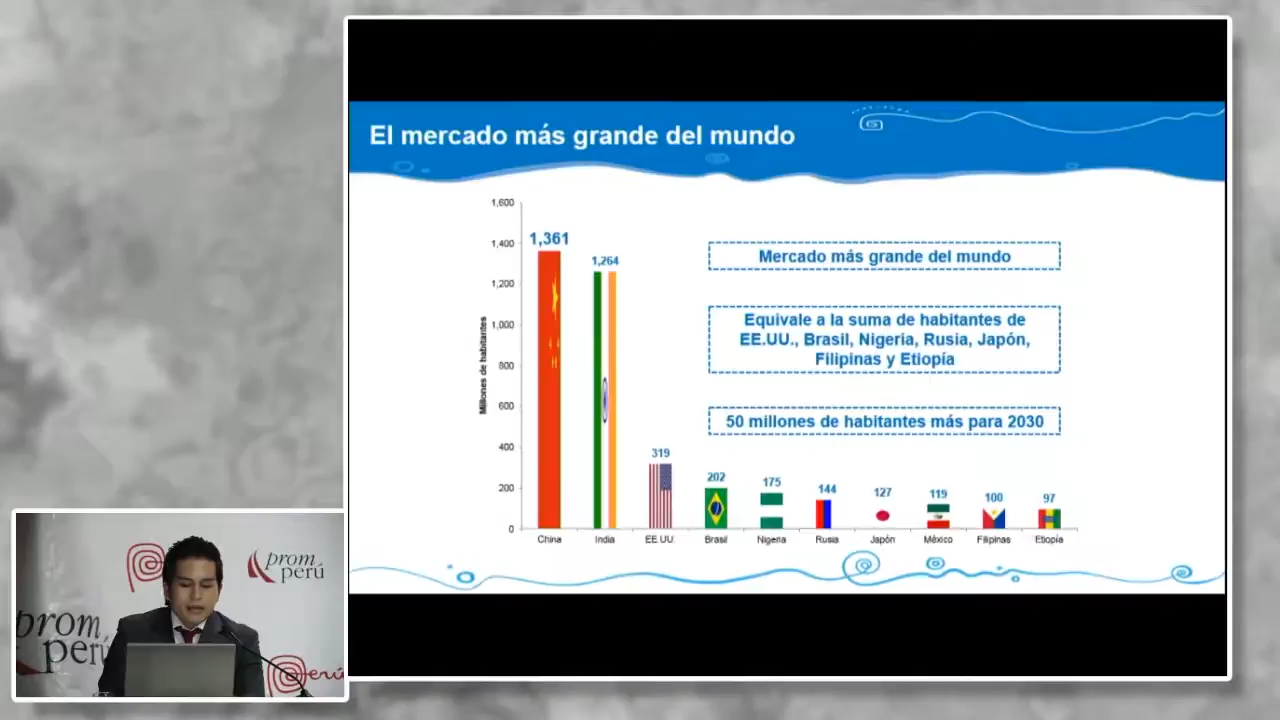 El mercado más grande del mundo
1,600
1,400
1,200
1,000
800
600
400
200
0
Millones de habitantes
1,361
1,264
319
202
175
144
127
119
100
97
China
India
EE.UU.
Brasil
Nigeria
Rusia
Japón
México
Filipinas
Etiopía
Mercado más grande del mundo
Equivale a la suma de habitantes de
EE.UU., Brasil, Nigeria, Rusia, Japón,
Filipinas y Etiopía
50 millones de habitantes más para 2030
prom
perú
prom
perú
Perú